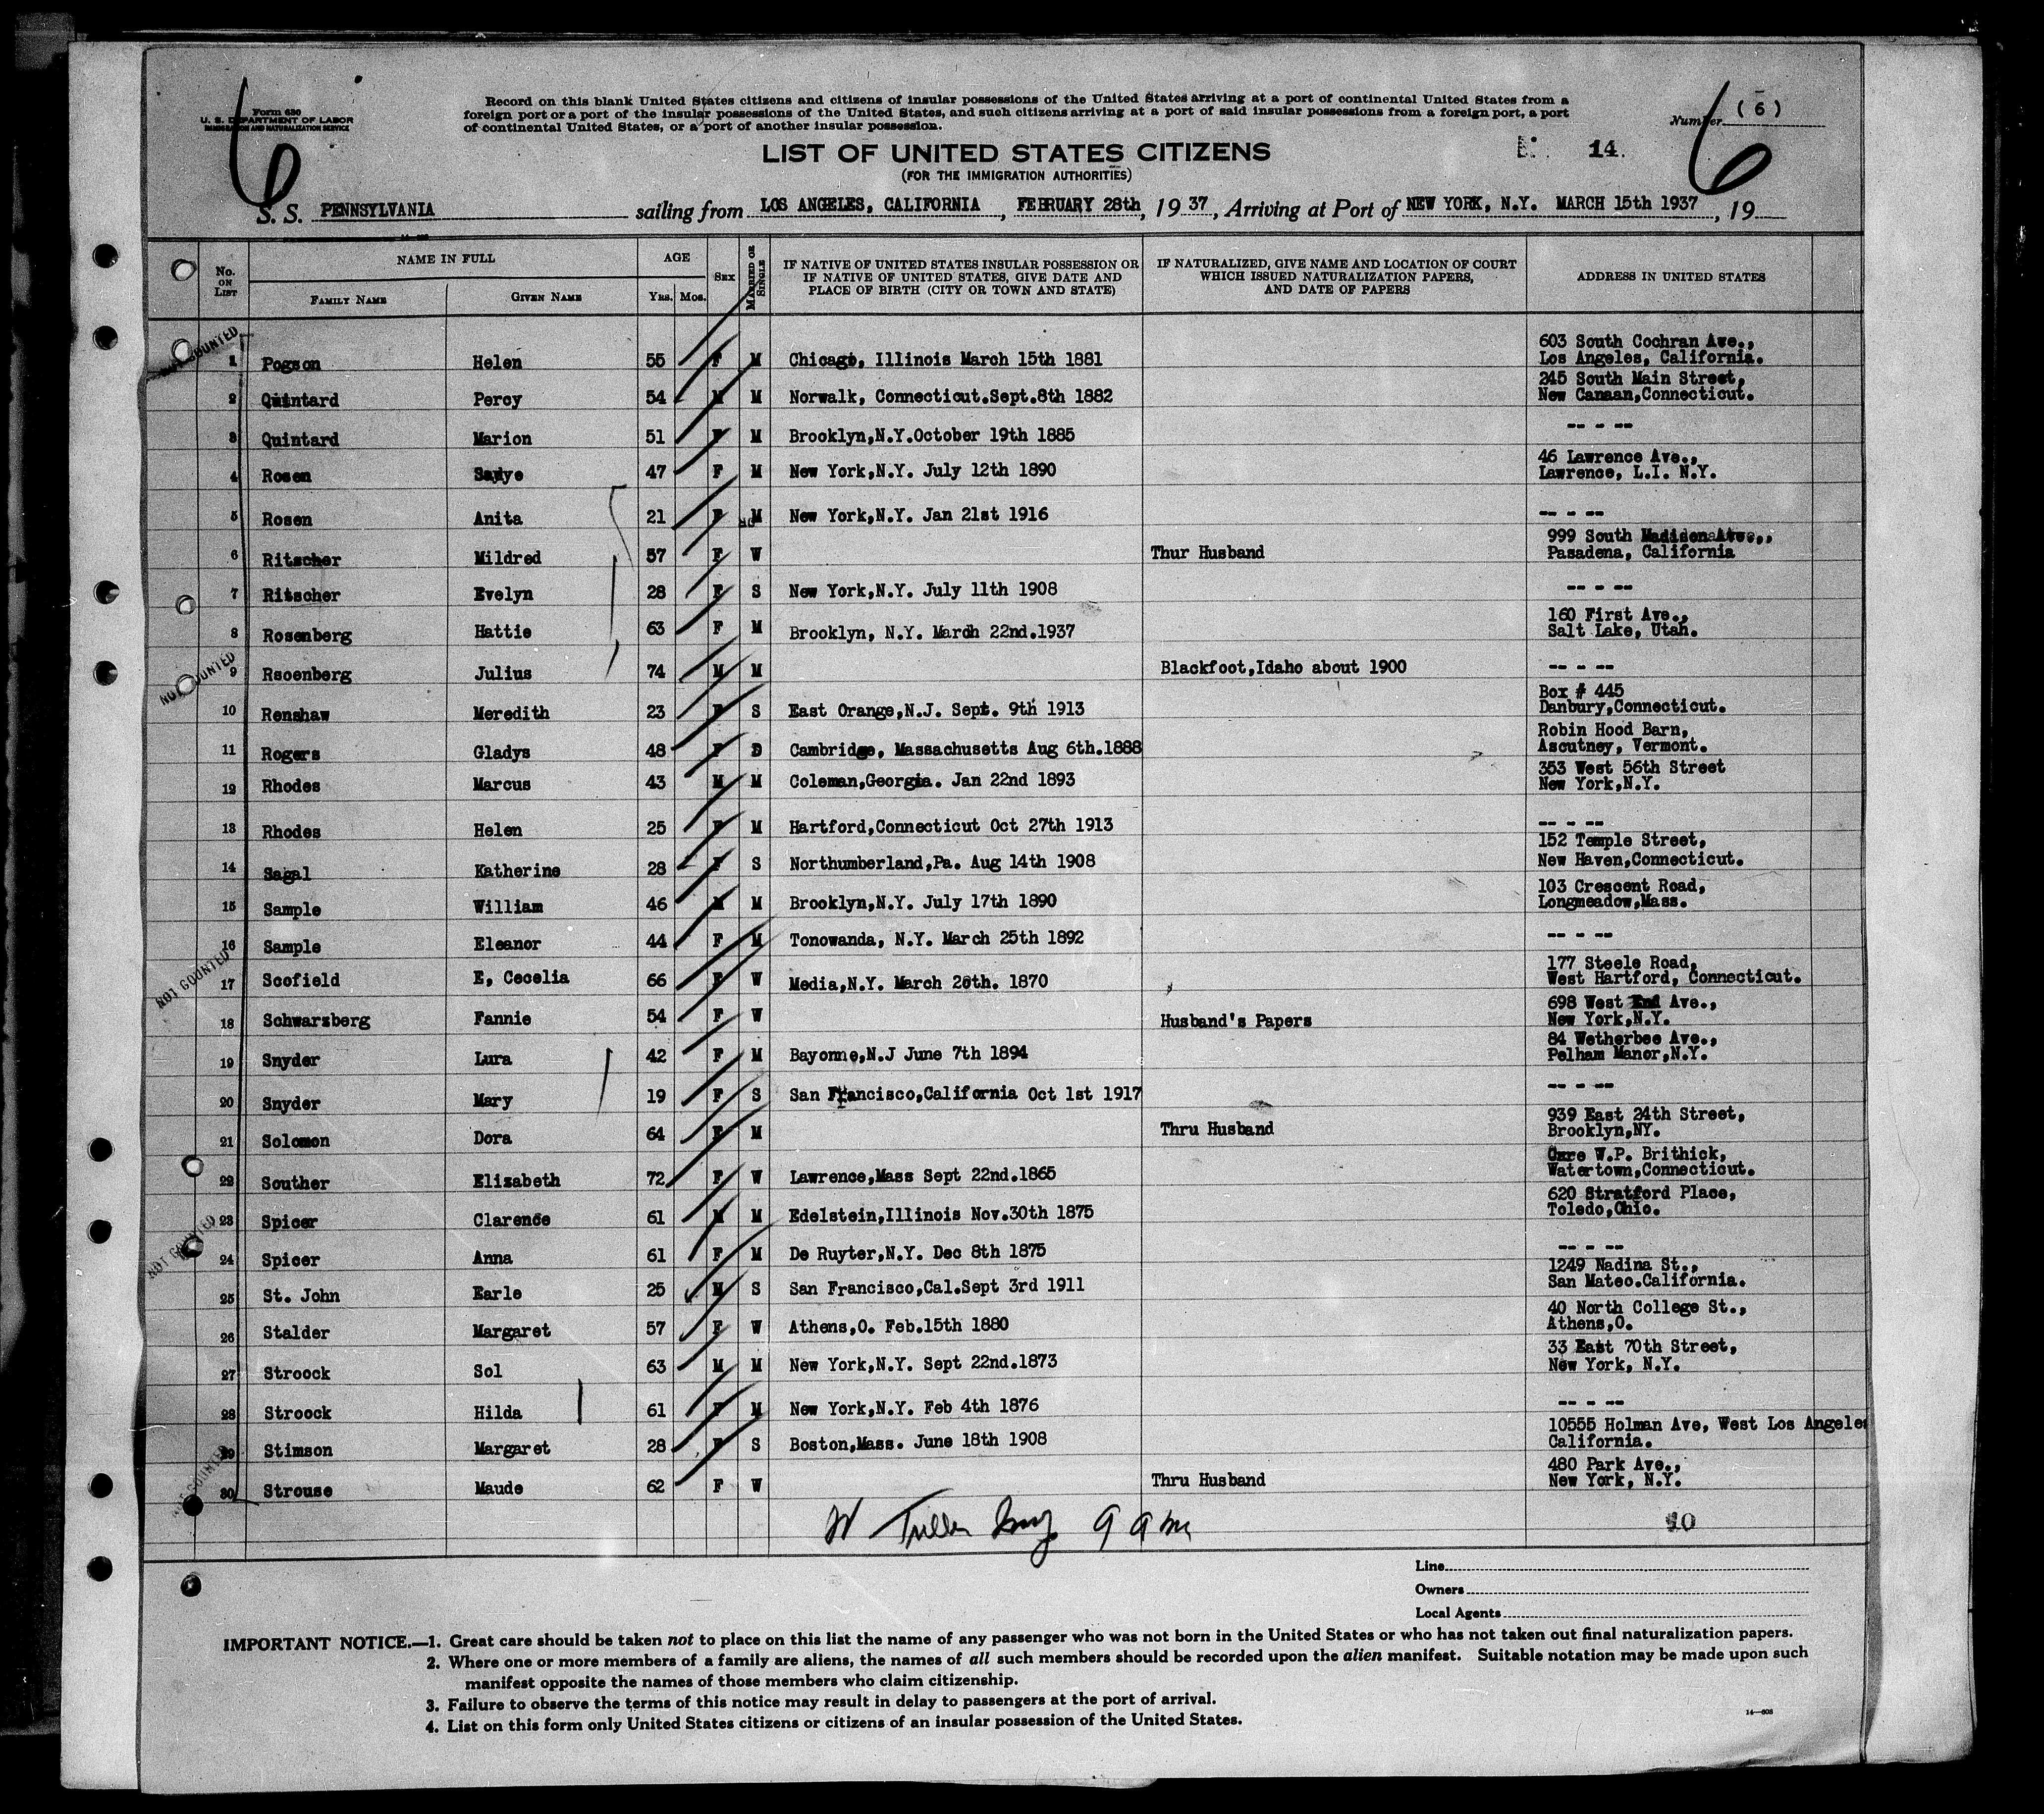 Form 630
U. S. DEPARTMENT OF LABOR
IMMIGRATION AND NATURALIZATION SERVICE
6
Record on this blank United States citizens and citizens of insular possessions of the United States arriving at a port of continental United States from a
foreign port or a port of the insular possessions of the United States, and such citizens arriving at a port of said insular possessions from a foreign port, a port
of continental United States, or a port of another insular possession.
Number (6)
6
LIST OF UNITED STATES CITIZENS
14.
(FOR THE IMMIGRATION AUTHORITIES)
S. S. PENNSYLVANIA sailing from LOS ANGELES, CALIFORNIA, FEBRUARY 28th, 19 37, Arriving at Port of NEW YORK, N.Y. MARCH 15th 1937, 19
No. ON LIST NAME IN FULL AGE SEX MARRIED OR SINGLE IF NATIVE OF UNITED STATES INSULAR POSSESSION OR IF NATIVE OF UNITED STATES, GIVE DATE AND PLACE OF BIRTH (CITY OR TOWN AND STATE) IF NATURALIZED, GIVE NAME AND LOCATION OF COURT WHICH ISSUED NATURALIZATION PAPERS, AND DATE OF PAPERS ADDRESS IN UNITED STATES
FAMILY NAME GIVEN NAME YRS. MOS.
NOT COUNTED
1 Pogson Helen 55 F M Chicago, Illinois March 15th 1881 603 South Cochran Ave., Los Angeles, California.
2 Quintard Percy 54 M M Norwalk, Connecticut.Sept.8th 1882 245 South Main Street, New Canaan,Connecticut.
3 Quintard Marion 51 F M Brooklyn,N.Y.October 19th 1885 -- - --
4 Rosen Sadye 47 F M New York,N.Y. July 12th 1890 46 Lawrence Ave., Lawrence, L.I. N.Y.
5 Rosen Anita 21 F M New York,N.Y. Jan 21st 1916 -- - --
6 Ritscher Mildred 57 F W Thur Husband 999 South Pasadena, California
7 Ritscher Evelyn 28 F S New York,N.Y. July 11th 1908 -- - --
8 Rosenberg Hattie 63 F M Brooklyn, N.Y. March 22nd.1937 160 First Ave., Salt Lake, Utah.
NOT COUNTED
9 Rsoenberg Julius 74 M M Blackfoot,Idaho about 1900 -- - --
10 Renshaw Meredith 23 F S East Orange,N.J. Sept. 9th 1913 Box # 445 Danbury,Connecticut.
11 Rogers Gladys 48 F D Cambridge, Massachusetts Aug 6th.1888 Robin Hood Barn, Ascutney, Vermont.
12 Rhodes Marcus 43 M M Coleman,Georgia. Jan 22nd 1893 353 West 56th Street New York,N.Y.
13 Rhodes Helen 25 F M Hartford,Connecticut Oct 27th 1913 -- - --
14 Sagal Katherine 28 F S Northumberland,Pa. Aug 14th 1908 152 Temple Street, New Haven,Connecticut.
15 Sample William 46 M M Brooklyn,N.Y. July 17th 1890 103 Crescent Road, Longmeadow,Mass.
16 Sample Eleanor 44 F M Tonowanda, N.Y. March 25th 1892 -- - --
NOT COUNTED
17 Scofield E, Cecelia 66 F W Media,N.Y. March 28th. 1870 177 Steele Road, West Hartford, Connecticut.
18 Schwarzberg Fannie 54 F W Husband's Papers 698 West End Ave., New York,N.Y.
19 Snyder Lura 42 F M Bayonne,N.J June 7th 1894 84 Wetherbee Ave., Pelham Manor,N.Y.
20 Snyder Mary 19 F S San Francisco,California Oct 1st 1917 -- - --
21 Solomon Dora 64 F M Thru Husband 939 East 24th Street, Brooklyn,NY.
22 Souther Elizabeth 72 F W Lawrence,Mass Sept 22nd.1865 Care W.P. Brithick, Watertown,Connecticut.
23 Spicer Clarence 61 M M Edelstein,Illinois Nov.30th 1875 620 Stratford Place, Toledo,Ohio.
NOT COUNTED
24 Spicer Anna 61 F M De Ruyter,N.Y. Dec 8th 1875 -- - --
25 St. John Earle 25 M S San Francisco,Cal.Sept 3rd 1911 1249 Nadina St., San Mateo.California.
26 Stalder Margaret 57 F W Athens,O. Feb.15th 1880 40 North College St., Athens,O.
27 Stroock Sol 63 M M New York,N.Y. Sept 22nd.1873 33 East 70th Street, New York, N.Y.
28 Stroock Hilda 61 F M New York,N.Y. Feb 4th 1876 -- - --
29 Stimson Margaret 28 F S Boston,Mass. June 18th 1908 10555 Holman Ave, West Los Angeles California.
NOT COUNTED
30 Strouse Maude 62 F W Thru Husband 480 Park Ave., New York, N.Y.
10
Line
Owners
Local Agents
IMPORTANT NOTICE.—1. Great care should be taken not to place on this list the name of any passenger who was not born in the United States or who has not taken out final naturalization papers.
2. Where one or more members of a family are aliens, the names of all such members should be recorded upon the alien manifest. Suitable notation may be made upon such
manifest opposite the names of those members who claim citizenship.
3. Failure to observe the terms of this notice may result in delay to passengers at the port of arrival.
4. List on this form only United States citizens or citizens of an insular possession of the United States.
14—608